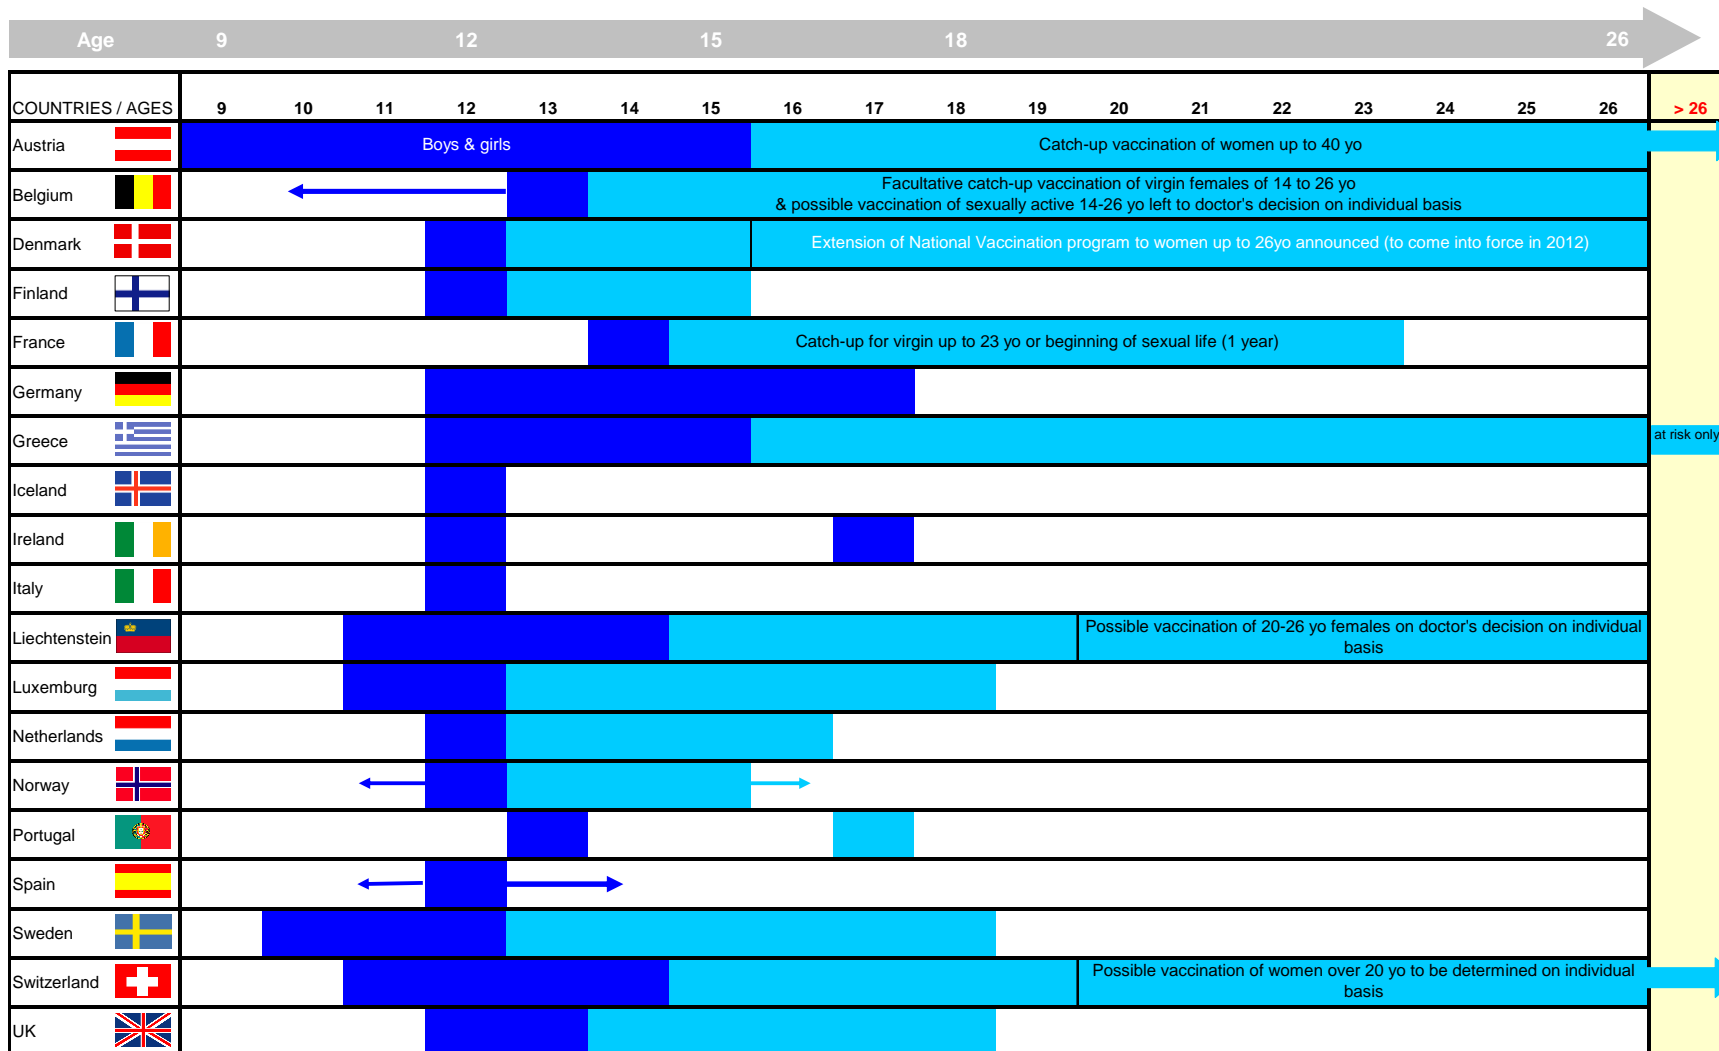 Age 9 12 15 18 26
COUNTRIES / AGES 9 10 11 12 13 14 15 16 17 18 19 20 21 22 23 24 25 26 > 26
Austria Boys & girls Catch-up vaccination of women up to 40 yo
Belgium Facultative catch-up vaccination of virgin females of 14 to 26 yo
& possible vaccination of sexually active 14-26 yo left to doctor's decision on individual basis
Denmark Extension of National Vaccination program to women up to 26yo announced (to come into force in 2012)
Finland
France Catch-up for virgin up to 23 yo or beginning of sexual life (1 year)
Germany
Greece at risk only
Iceland
Ireland
Italy
Liechtenstein Possible vaccination of 20-26 yo females on doctor's decision on individual
basis
Luxemburg
Netherlands
Norway
Portugal
Spain
Sweden
Switzerland Possible vaccination of women over 20 yo to be determined on individual
basis
UK